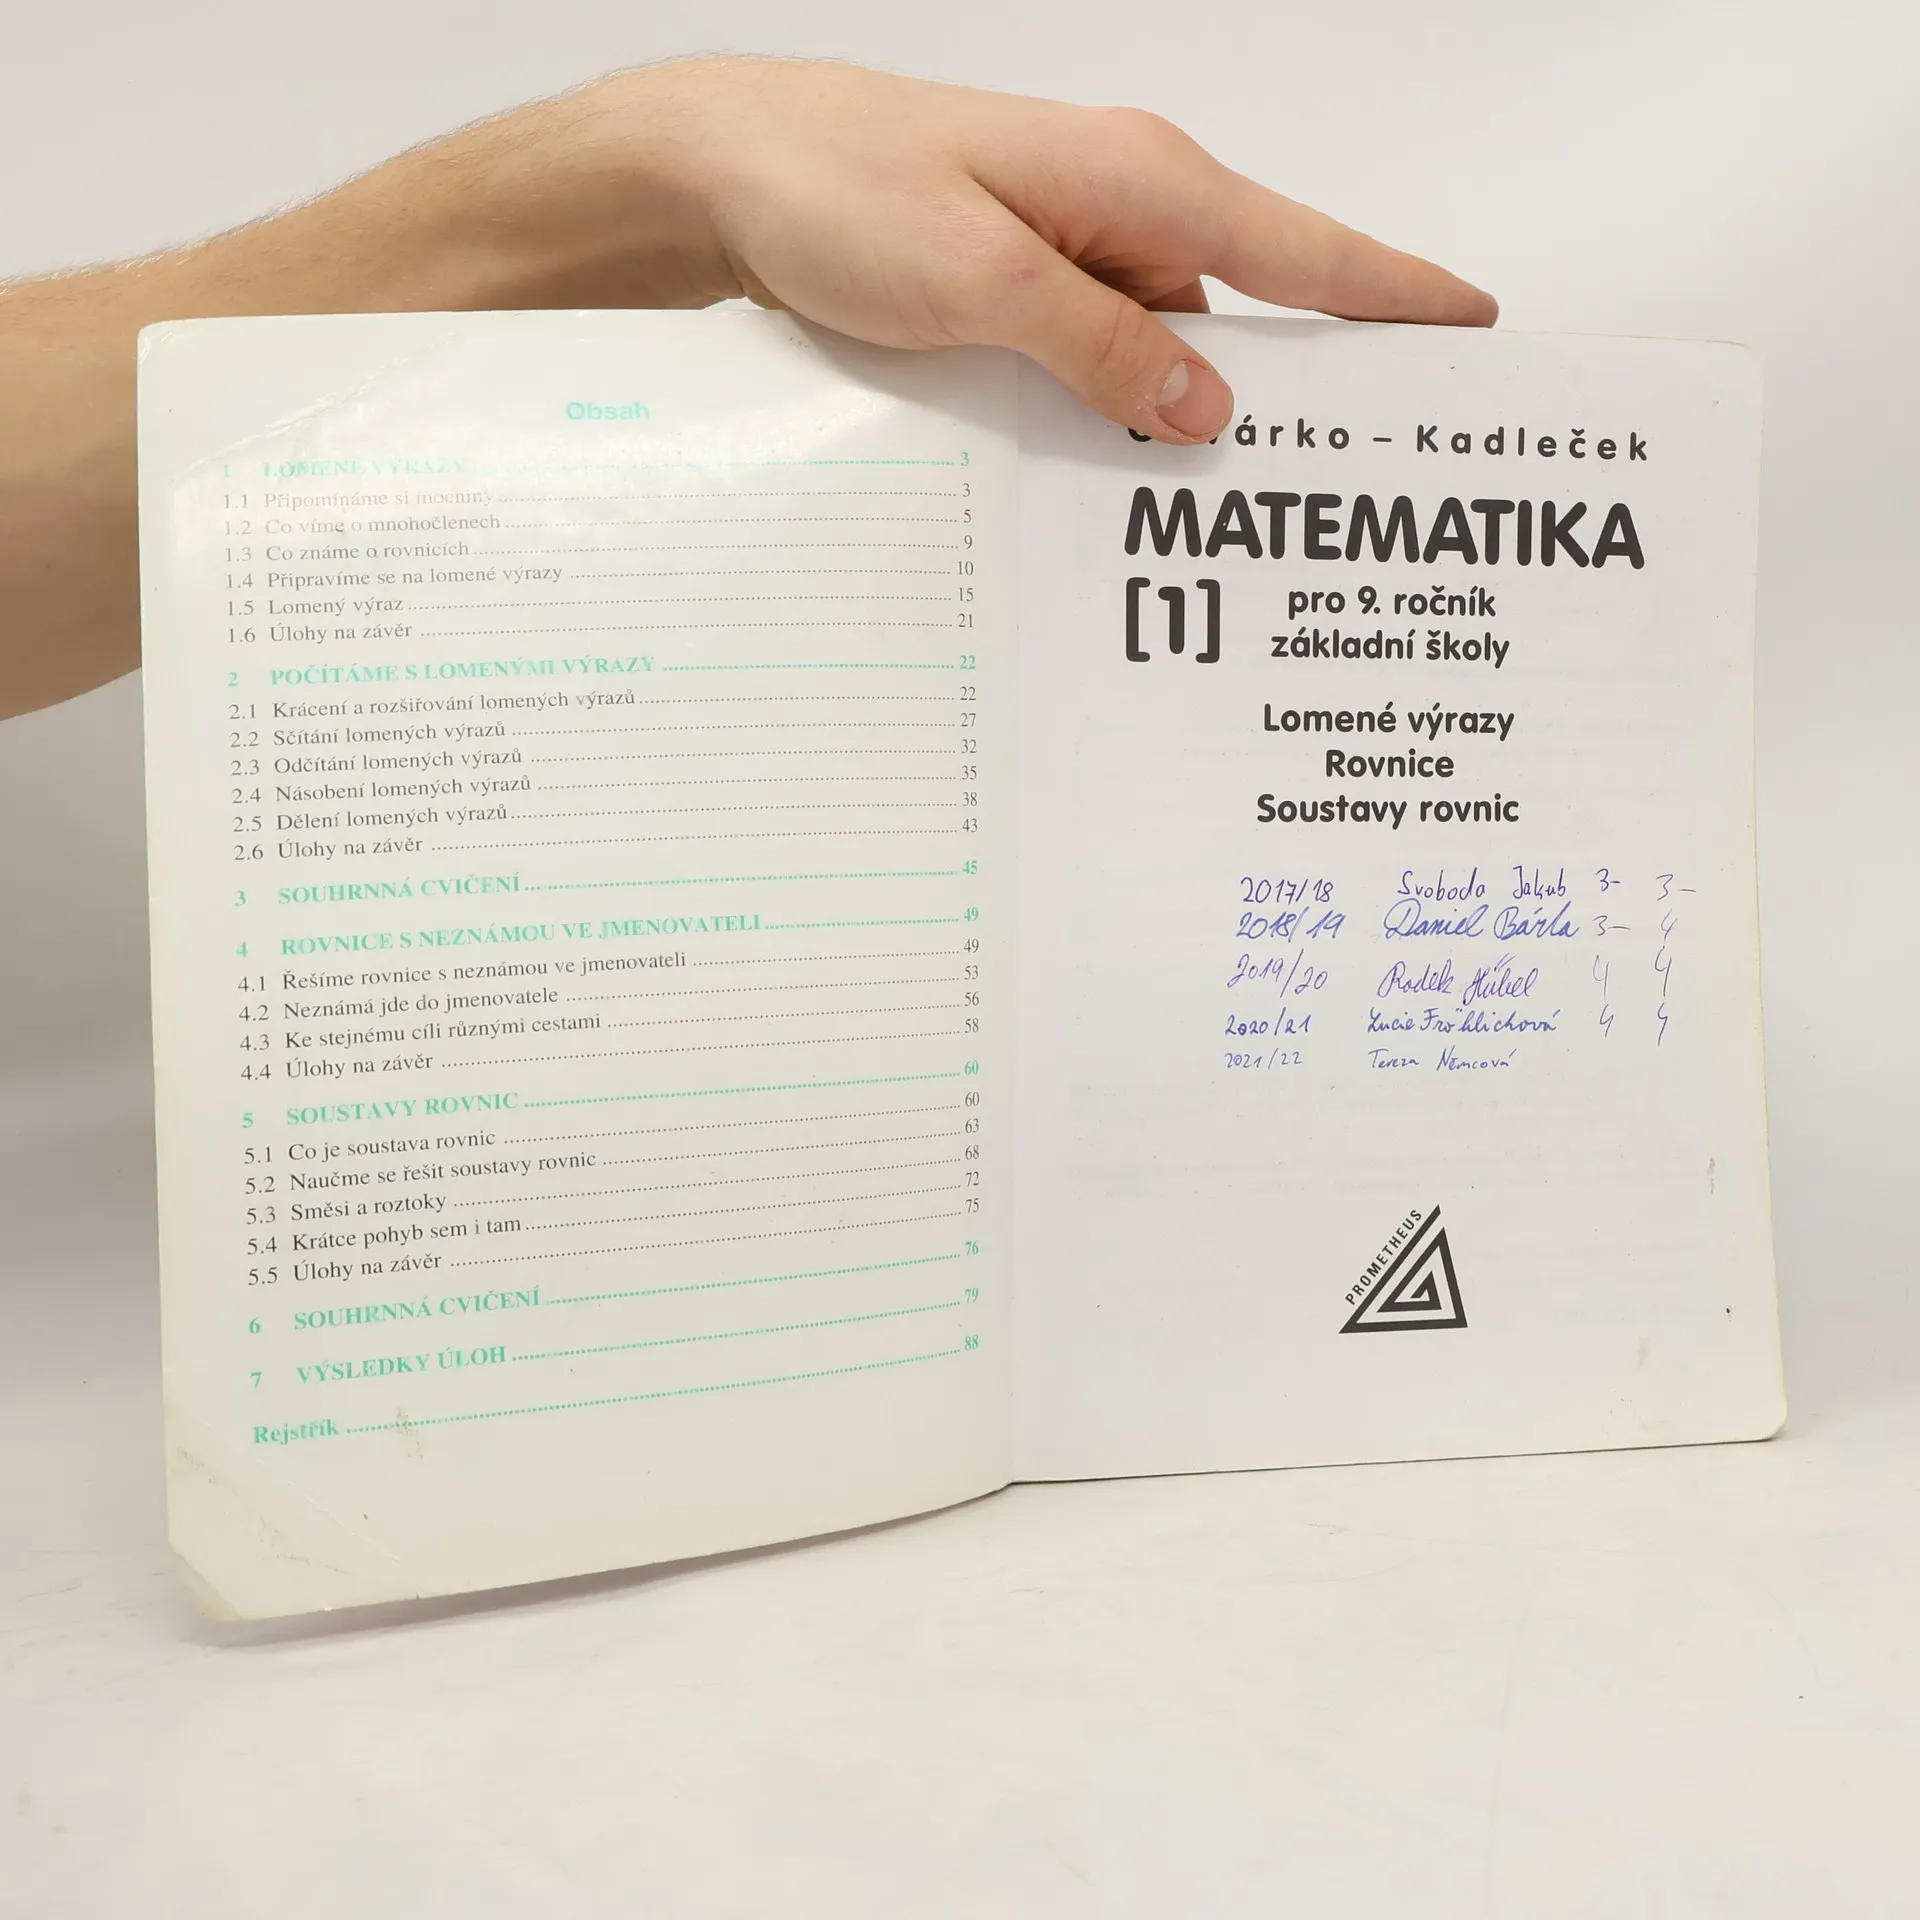 Obsah
1 LOMENÉ VÝRAZY 3
1.1 Připomínáme si mocniny 3
1.2 Co víme o mnohočlenech 5
1.3 Co známe o rovnicích 9
1.4 Připravíme se na lomené výrazy 10
1.5 Lomený výraz 15
1.6 Úlohy na závěr 21
2 POČÍTÁME S LOMENÝMI VÝRAZY 22
2.1 Krácení a rozšiřování lomených výrazů 22
2.2 Sčítání lomených výrazů 27
2.3 Odčítání lomených výrazů 32
2.4 Násobení lomených výrazů 35
2.5 Dělení lomených výrazů 38
2.6 Úlohy na závěr 43
3 SOUHRNNÁ CVIČENÍ 45
4 ROVNICE S NEZNÁMOU VE JMENOVATELI 49
4.1 Řešíme rovnice s neznámou ve jmenovateli 49
4.2 Neznámá jde do jmenovatele 53
4.3 Ke stejnému cíli různými cestami 56
4.4 Úlohy na závěr 58
5 SOUSTAVY ROVNIC 60
5.1 Co je soustava rovnic 60
5.2 Naučme se řešit soustavy rovnic 63
5.3 Směsi a roztoky 68
5.4 Krátce pohyb sem i tam 72
5.5 Úlohy na závěr 75
6 SOUHRNNÁ CVIČENÍ 76
7 VÝSLEDKY ÚLOH 79
Rejstřík 88
– Kadleček
MATEMATIKA
[1] pro 9. ročník
základní školy
Lomené výrazy
Rovnice
Soustavy rovnic
2017/18 Svoboda Jakub 3- 3-
2018/19 Daniel Bárta 3- 4
2019/20 Radek Hübel 4 4
2020/21 Lucie Fröhlichová 4 4
2021/22 Tereza Němcová
PROMETHEUS